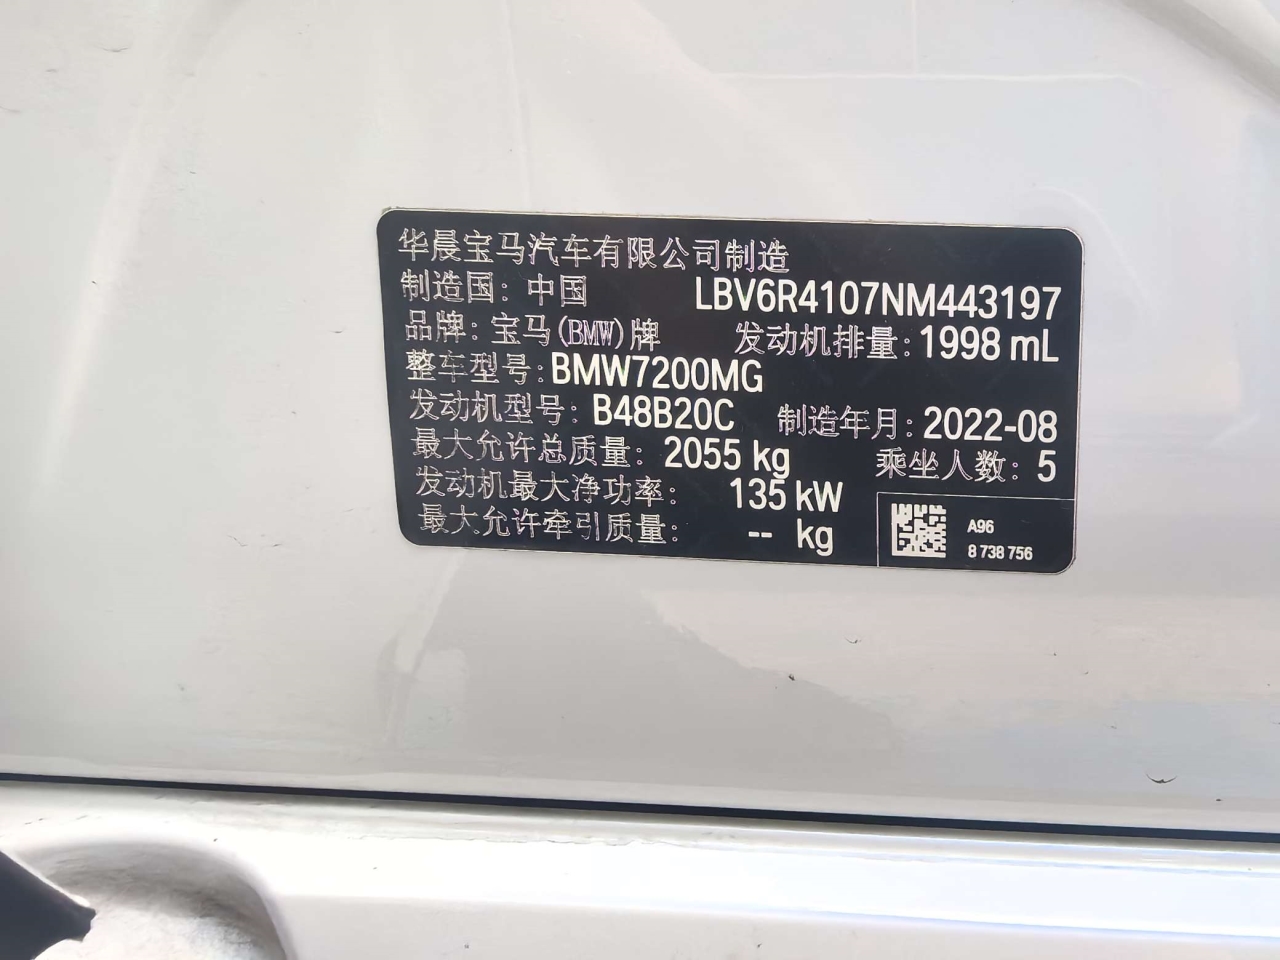 华晨宝马汽车有限公司制造
制造国：中国 LBV6R4107NM443197
品牌：宝马(BMW)牌 发动机排量：1998 mL
整车型号：BMW7200MG
发动机型号：B48B20C 制造年月：2022-08
最大允许总质量：2055 kg 乘坐人数：5
发动机最大净功率：135 kW
最大允许牵引质量：-- kg
A96
8 738 756